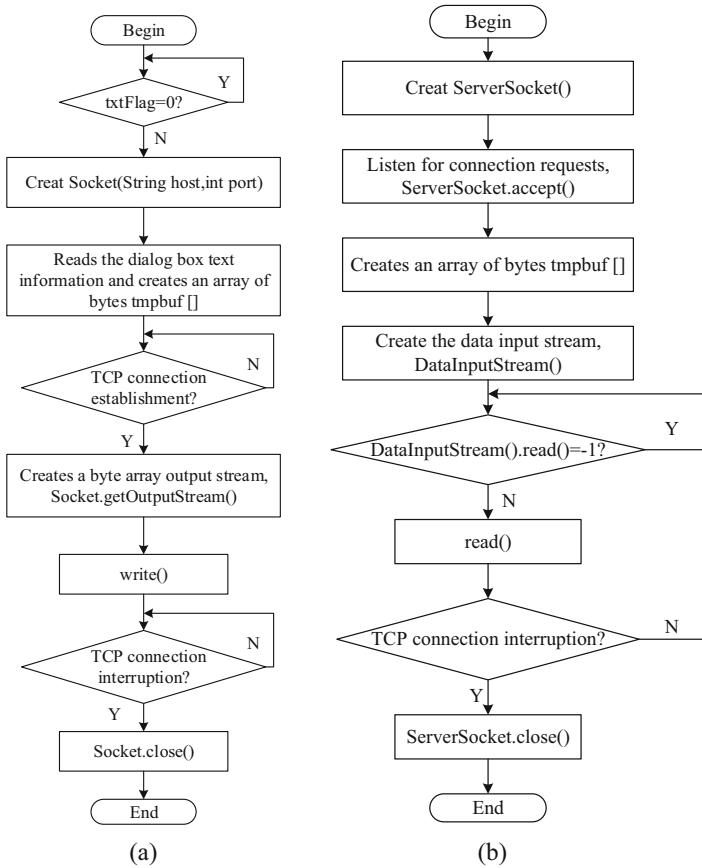 Begin
Y
txtFlag=0?
N
Creat Socket(String host,int port)
Reads the dialog box text
information and creates an array of
bytes tmpbuf []
N
TCP connection
establishment?
Y
Creates a byte array output stream,
Socket.getOutputStream()
write()
N
TCP connection
interruption?
Y
Socket.close()
End
(a)
Begin
Creat ServerSocket()
Listen for connection requests,
ServerSocket.accept()
Creates an array of bytes tmpbuf []
Create the data input stream,
DataInputStream()
Y
DataInputStream().read()=-1?
N
read()
TCP connection interruption?
N
Y
ServerSocket.close()
End
(b)